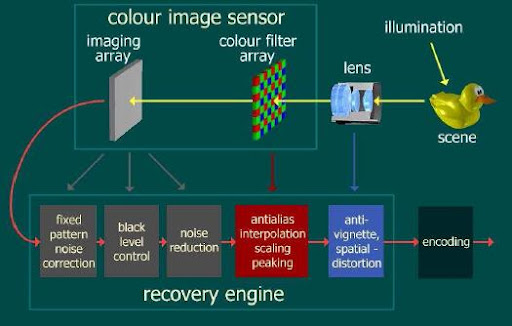 colour image sensor
illumination
imaging
array
colour filter
array
lens
scene
fixed
pattern
noise
correction
black
level
control
noise
reduction
antialias
interpolation
scaling
peaking
anti-
vignette,
spatial -
distortion
encoding
recovery engine